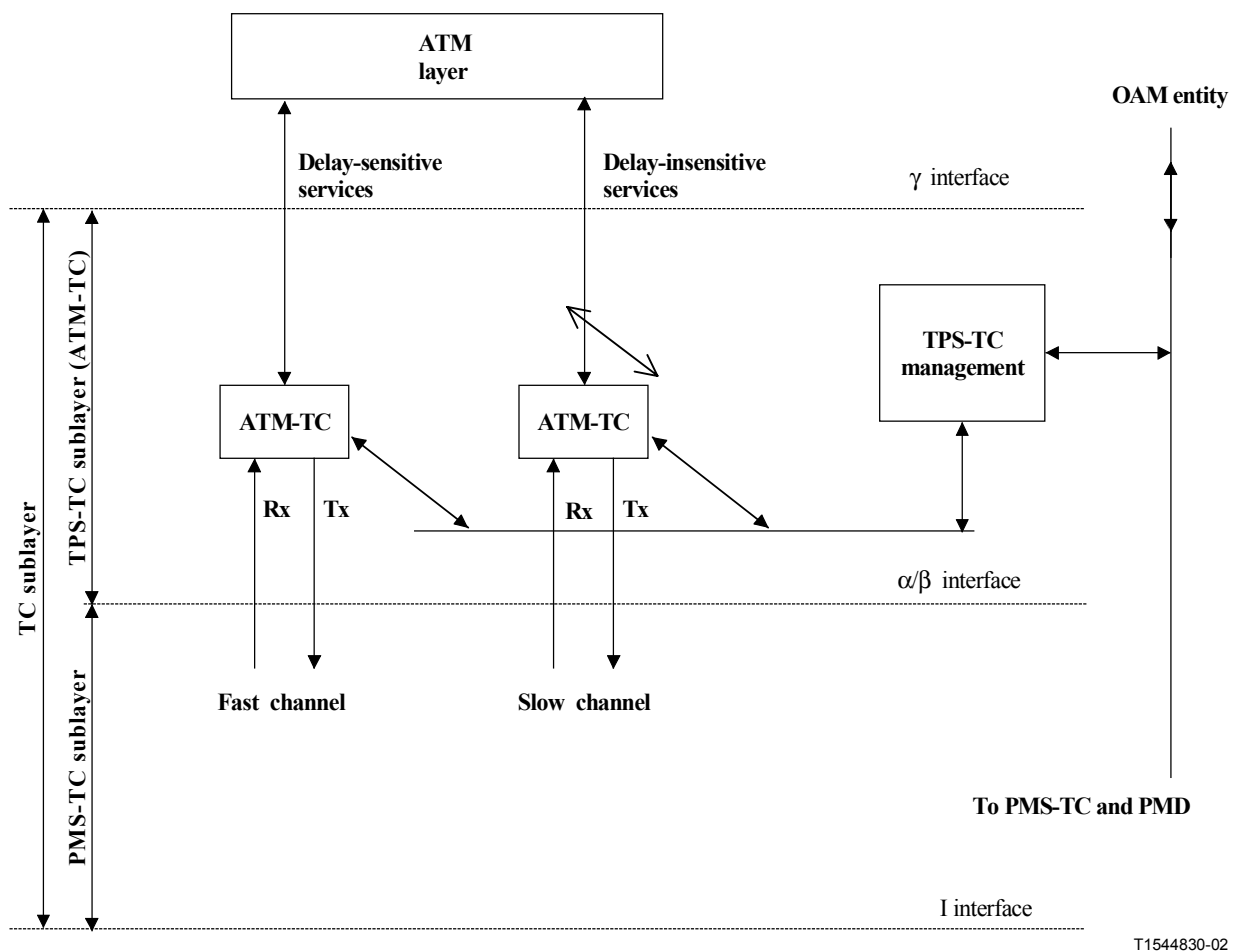 ATM
layer
OAM entity
Delay-sensitive
services
Delay-insensitive
services
γ interface
TC sublayer
TPS-TC sublayer (ATM-TC)
TPS-TC
management
ATM-TC
ATM-TC
Rx Tx
Rx Tx
α/β interface
PMS-TC sublayer
Fast channel
Slow channel
To PMS-TC and PMD
I interface
T1544830-02